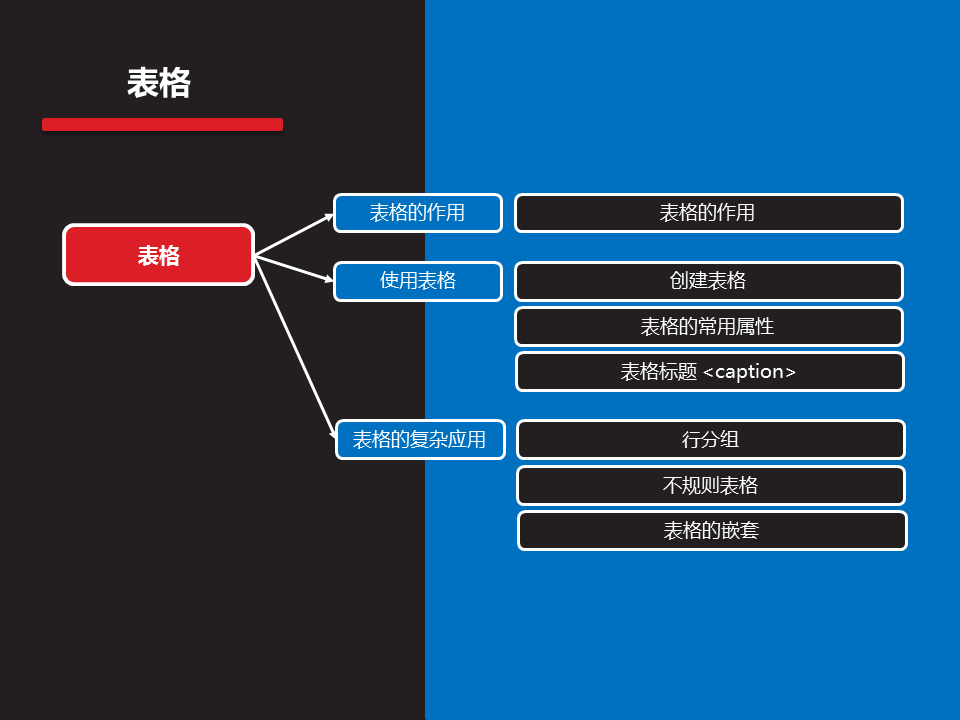 表格
表格
表格的作用
表格的作用
使用表格
创建表格
表格的常用属性
表格标题 <caption>
表格的复杂应用
行分组
不规则表格
表格的嵌套